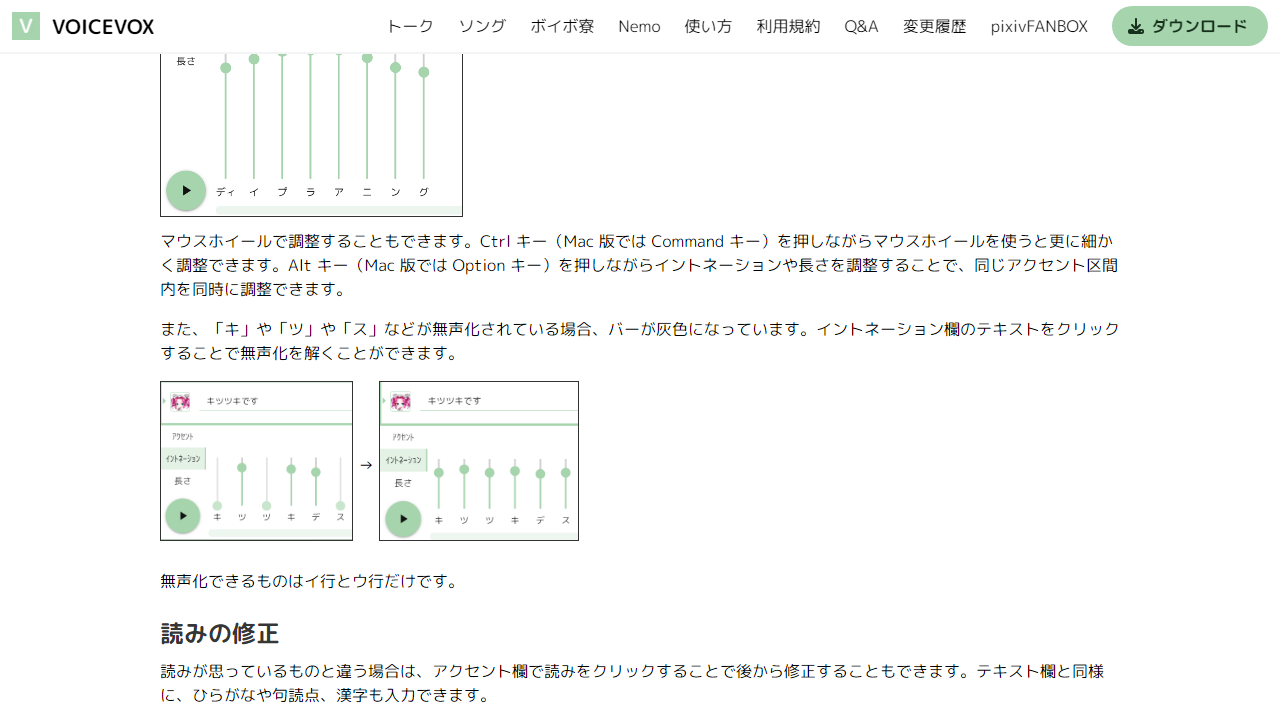 VOICEVOX
トーク
ソング
ボイボ寮
Nemo
使い方
利用規約
Q&A
変更履歴
pixivFANBOX
ダウンロード
長さ
ディ イ プ ラ ア ニ ン グ
マウスホイールで調整することもできます。Ctrl キー（Mac 版では Command キー）を押しながらマウスホイールを使うと更に細か
く調整できます。Alt キー（Mac 版では Option キー）を押しながらイントネーションや長さを調整することで、同じアクセント区間
内を同時に調整できます。
また、「キ」や「ツ」や「ス」などが無声化されている場合、バーが灰色になっています。イントネーション欄のテキストをクリック
することで無声化を解くことができます。
キツツキです
アクセント
イントネーション
長さ
キ ツ ツ キ デ ス
→
キツツキです
アクセント
イントネーション
長さ
キ ツ ツ キ デ ス
無声化できるものはイ行とウ行だけです。
読みの修正
読みが思っているものと違う場合は、アクセント欄で読みをクリックすることで後から修正することもできます。テキスト欄と同様
に、ひらがなや句読点、漢字も入力できます。